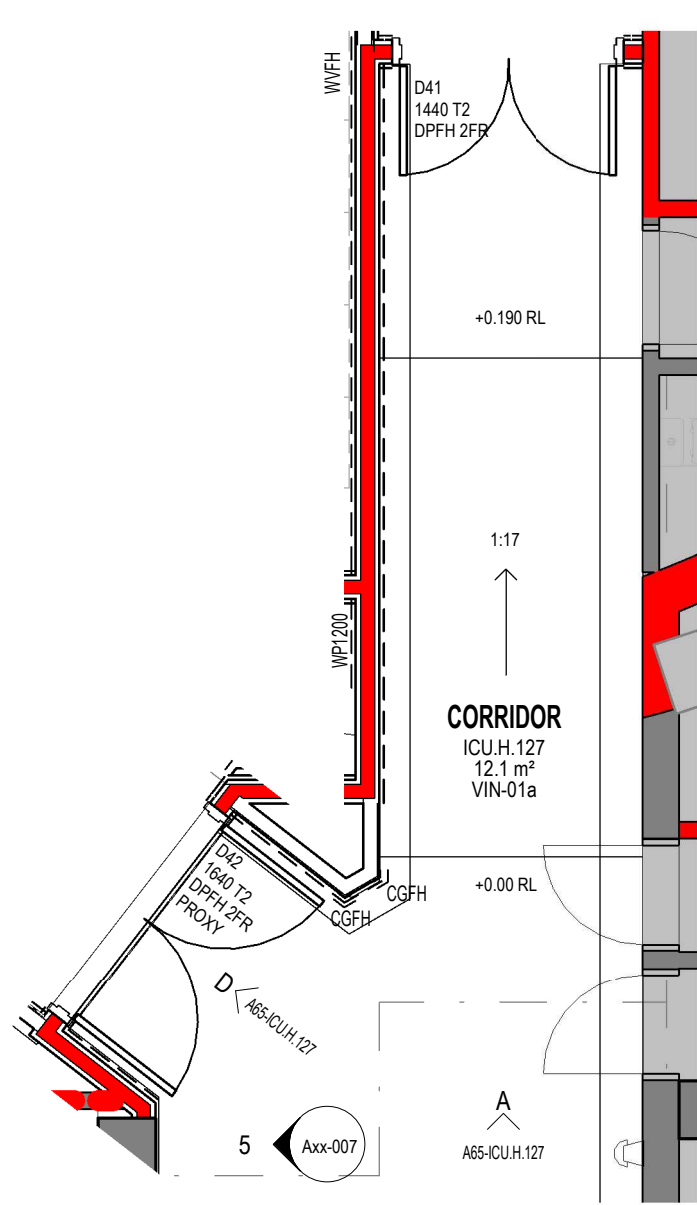 WVFH
D41
1440 T2
DPFH 2FR
+0.190 RL
1:17
WP1200
CORRIDOR
ICU.H.127
12.1 m²
VIN-01a
D42
1640 T2
DPFH 2FR
PROXY
CGFH
CGFH
+0.00 RL
D
A65-ICU.H.127
A
A65-ICU.H.127
5
Axx-007